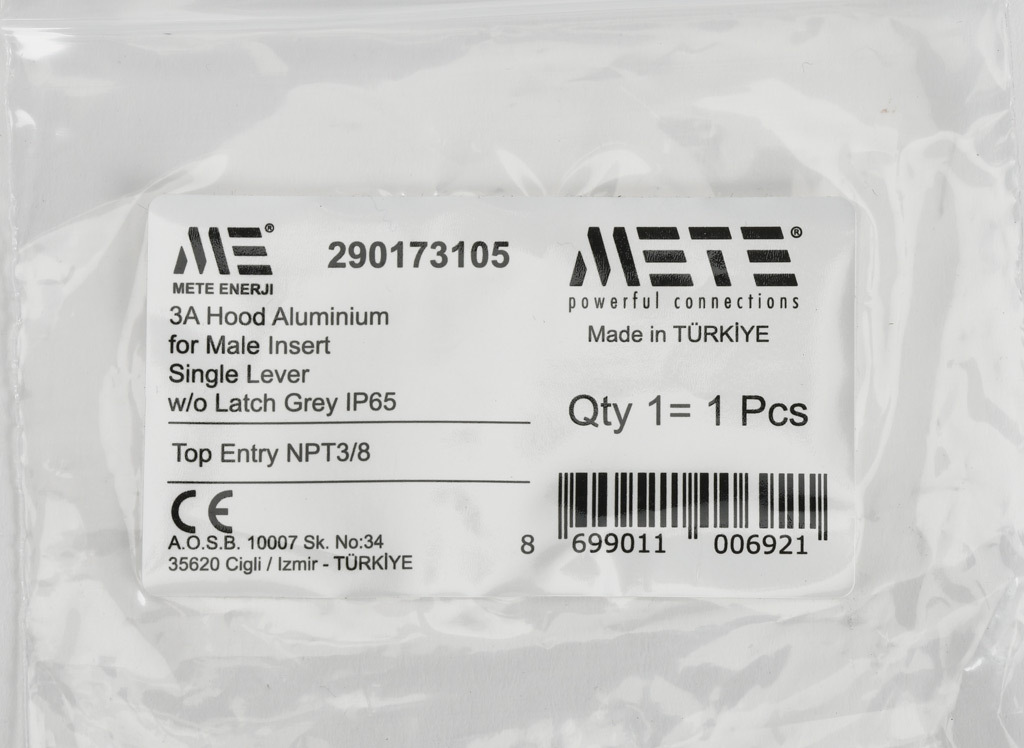 ME®
METE ENERJI
290173105
3A Hood Aluminium
for Male Insert
Single Lever
w/o Latch Grey IP65
Top Entry NPT3/8
CE
A.O.S.B. 10007 Sk. No:34
35620 Cigli / Izmir - TÜRKİYE
METE®
powerful connections
Made in TÜRKİYE
Qty 1= 1 Pcs
8 699011 006921